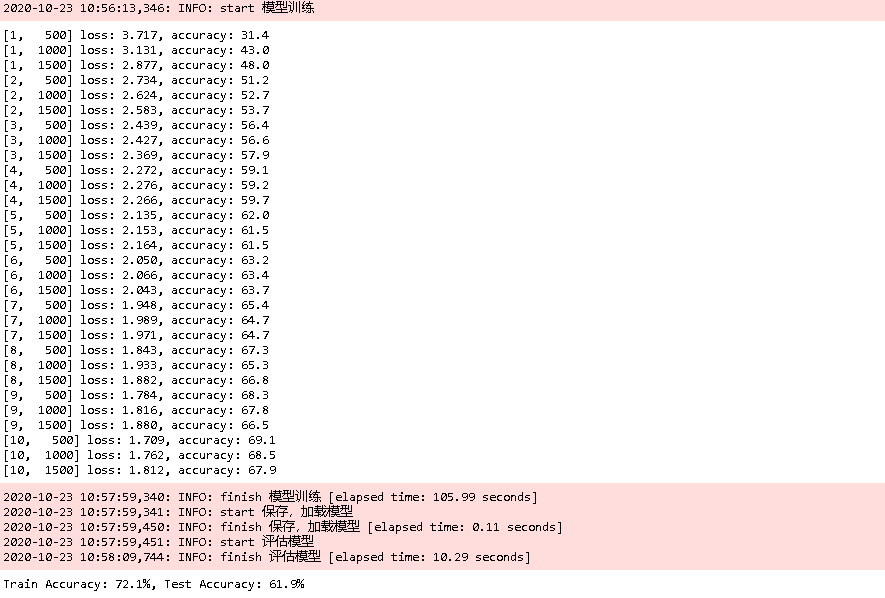 2020-10-23 10:56:13,346: INFO: start 模型训练
[1,   500] loss: 3.717, accuracy: 31.4
[1,  1000] loss: 3.131, accuracy: 43.0
[1,  1500] loss: 2.877, accuracy: 48.0
[2,   500] loss: 2.734, accuracy: 51.2
[2,  1000] loss: 2.624, accuracy: 52.7
[2,  1500] loss: 2.583, accuracy: 53.7
[3,   500] loss: 2.439, accuracy: 56.4
[3,  1000] loss: 2.427, accuracy: 56.6
[3,  1500] loss: 2.369, accuracy: 57.9
[4,   500] loss: 2.272, accuracy: 59.1
[4,  1000] loss: 2.276, accuracy: 59.2
[4,  1500] loss: 2.266, accuracy: 59.7
[5,   500] loss: 2.135, accuracy: 62.0
[5,  1000] loss: 2.153, accuracy: 61.5
[5,  1500] loss: 2.164, accuracy: 61.5
[6,   500] loss: 2.050, accuracy: 63.2
[6,  1000] loss: 2.066, accuracy: 63.4
[6,  1500] loss: 2.043, accuracy: 63.7
[7,   500] loss: 1.948, accuracy: 65.4
[7,  1000] loss: 1.989, accuracy: 64.7
[7,  1500] loss: 1.971, accuracy: 64.7
[8,   500] loss: 1.843, accuracy: 67.3
[8,  1000] loss: 1.933, accuracy: 65.3
[8,  1500] loss: 1.882, accuracy: 66.8
[9,   500] loss: 1.784, accuracy: 68.3
[9,  1000] loss: 1.816, accuracy: 67.8
[9,  1500] loss: 1.880, accuracy: 66.5
[10,   500] loss: 1.709, accuracy: 69.1
[10,  1000] loss: 1.762, accuracy: 68.5
[10,  1500] loss: 1.812, accuracy: 67.9
2020-10-23 10:57:59,340: INFO: finish 模型训练 [elapsed time: 105.99 seconds]
2020-10-23 10:57:59,341: INFO: start 保存，加载模型
2020-10-23 10:57:59,450: INFO: finish 保存，加载模型 [elapsed time: 0.11 seconds]
2020-10-23 10:57:59,451: INFO: start 评估模型
2020-10-23 10:58:09,744: INFO: finish 评估模型 [elapsed time: 10.29 seconds]
Train Accuracy: 72.1%, Test Accuracy: 61.9%